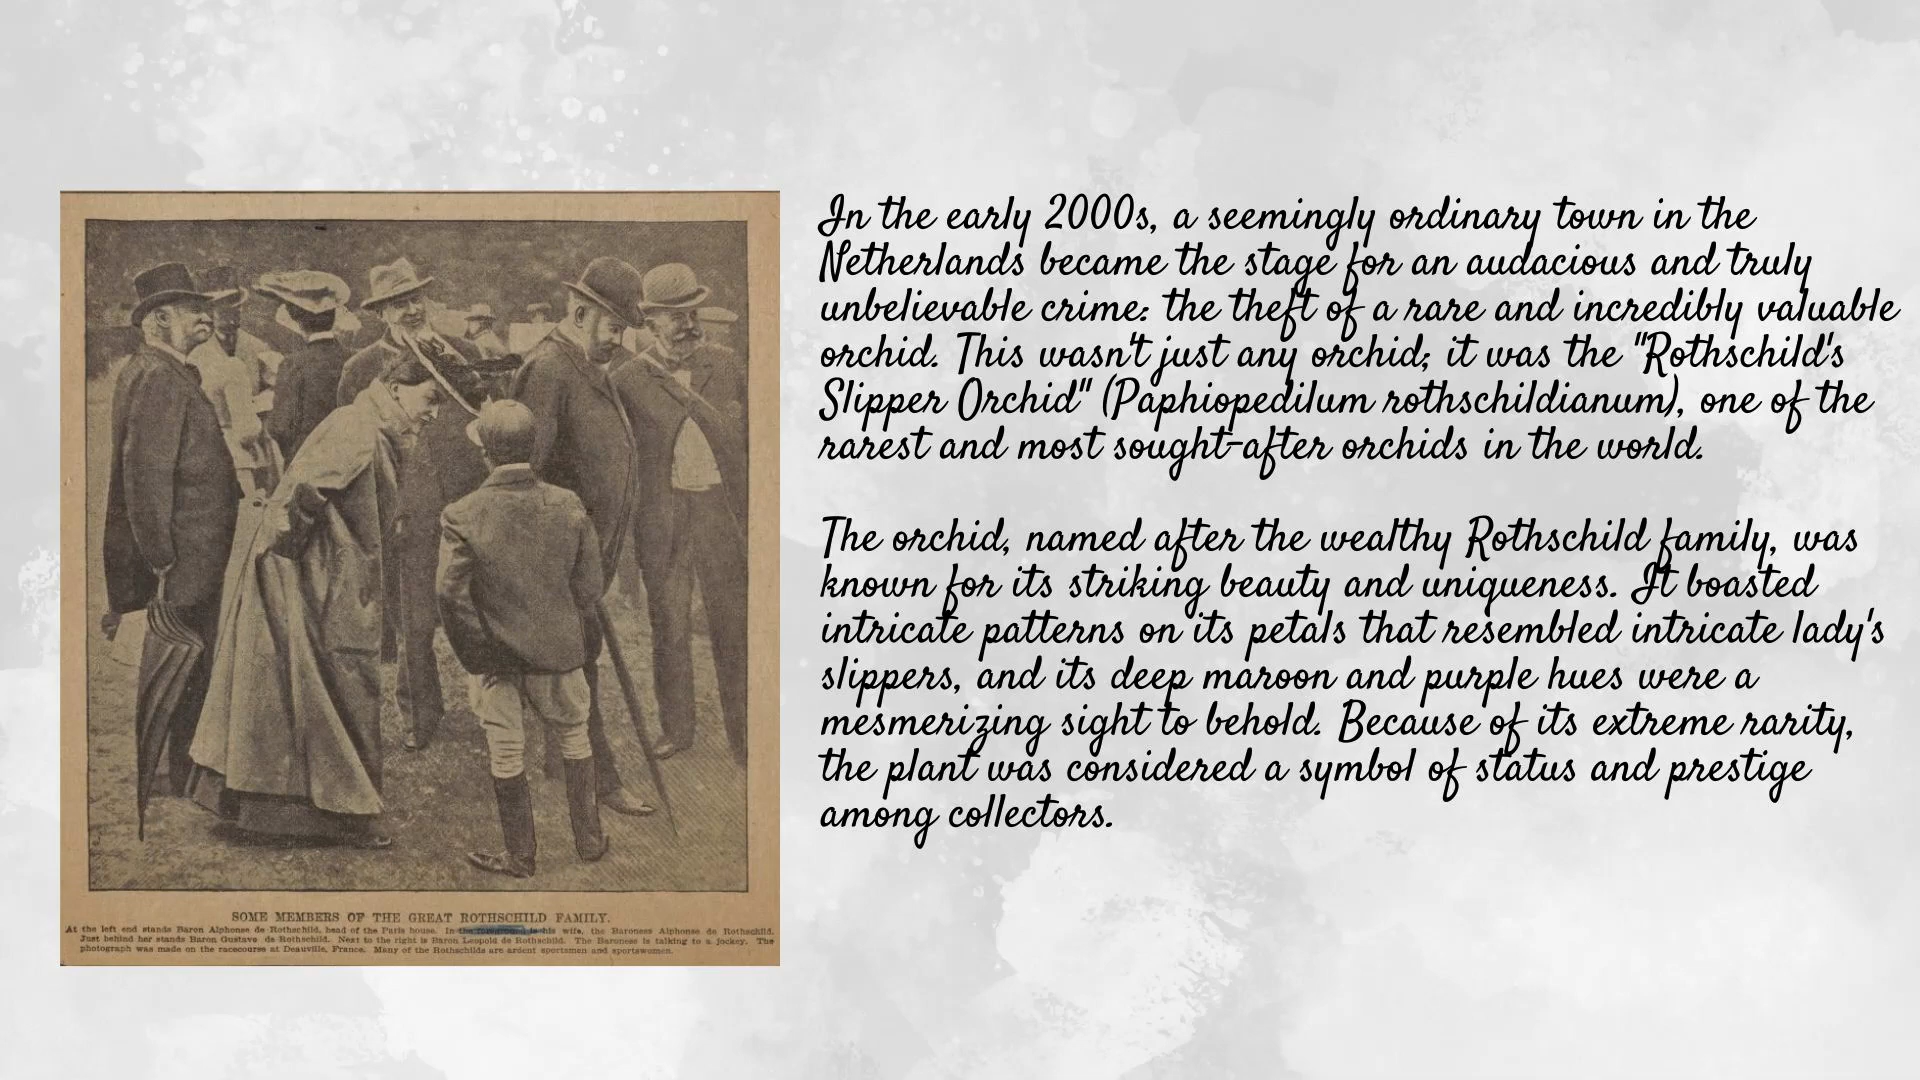 In the early 2000s, a seemingly ordinary town in the
Netherlands became the stage for an audacious and truly
unbelievable crime: the theft of a rare and incredibly valuable
orchid. This wasn't just any orchid; it was the "Rothschild's
Slipper Orchid" (Paphiopedilum rothschildianum), one of the
rarest and most sought-after orchids in the world.
The orchid, named after the wealthy Rothschild family, was
known for its striking beauty and uniqueness. It boasted
intricate patterns on its petals that resembled intricate lady's
slippers, and its deep maroon and purple hues were a
mesmerizing sight to behold. Because of its extreme rarity,
the plant was considered a symbol of status and prestige
among collectors.
SOME MEMBERS OF THE GREAT ROTHSCHILD FAMILY.
At the left end stands Baron Alphonse de Rothschild, head of the Paris house. In the foreground is his wife, the Baroness Alphonse de Rothschild.
Just behind her stands Baron Gustave de Rothschild. Next to the right is Baron Leopold de Rothschild. The Baroness is talking to a jockey. The
photograph was made on the racecourse at Deauville, France. Many of the Rothschilds are ardent sportsmen and sportswomen.